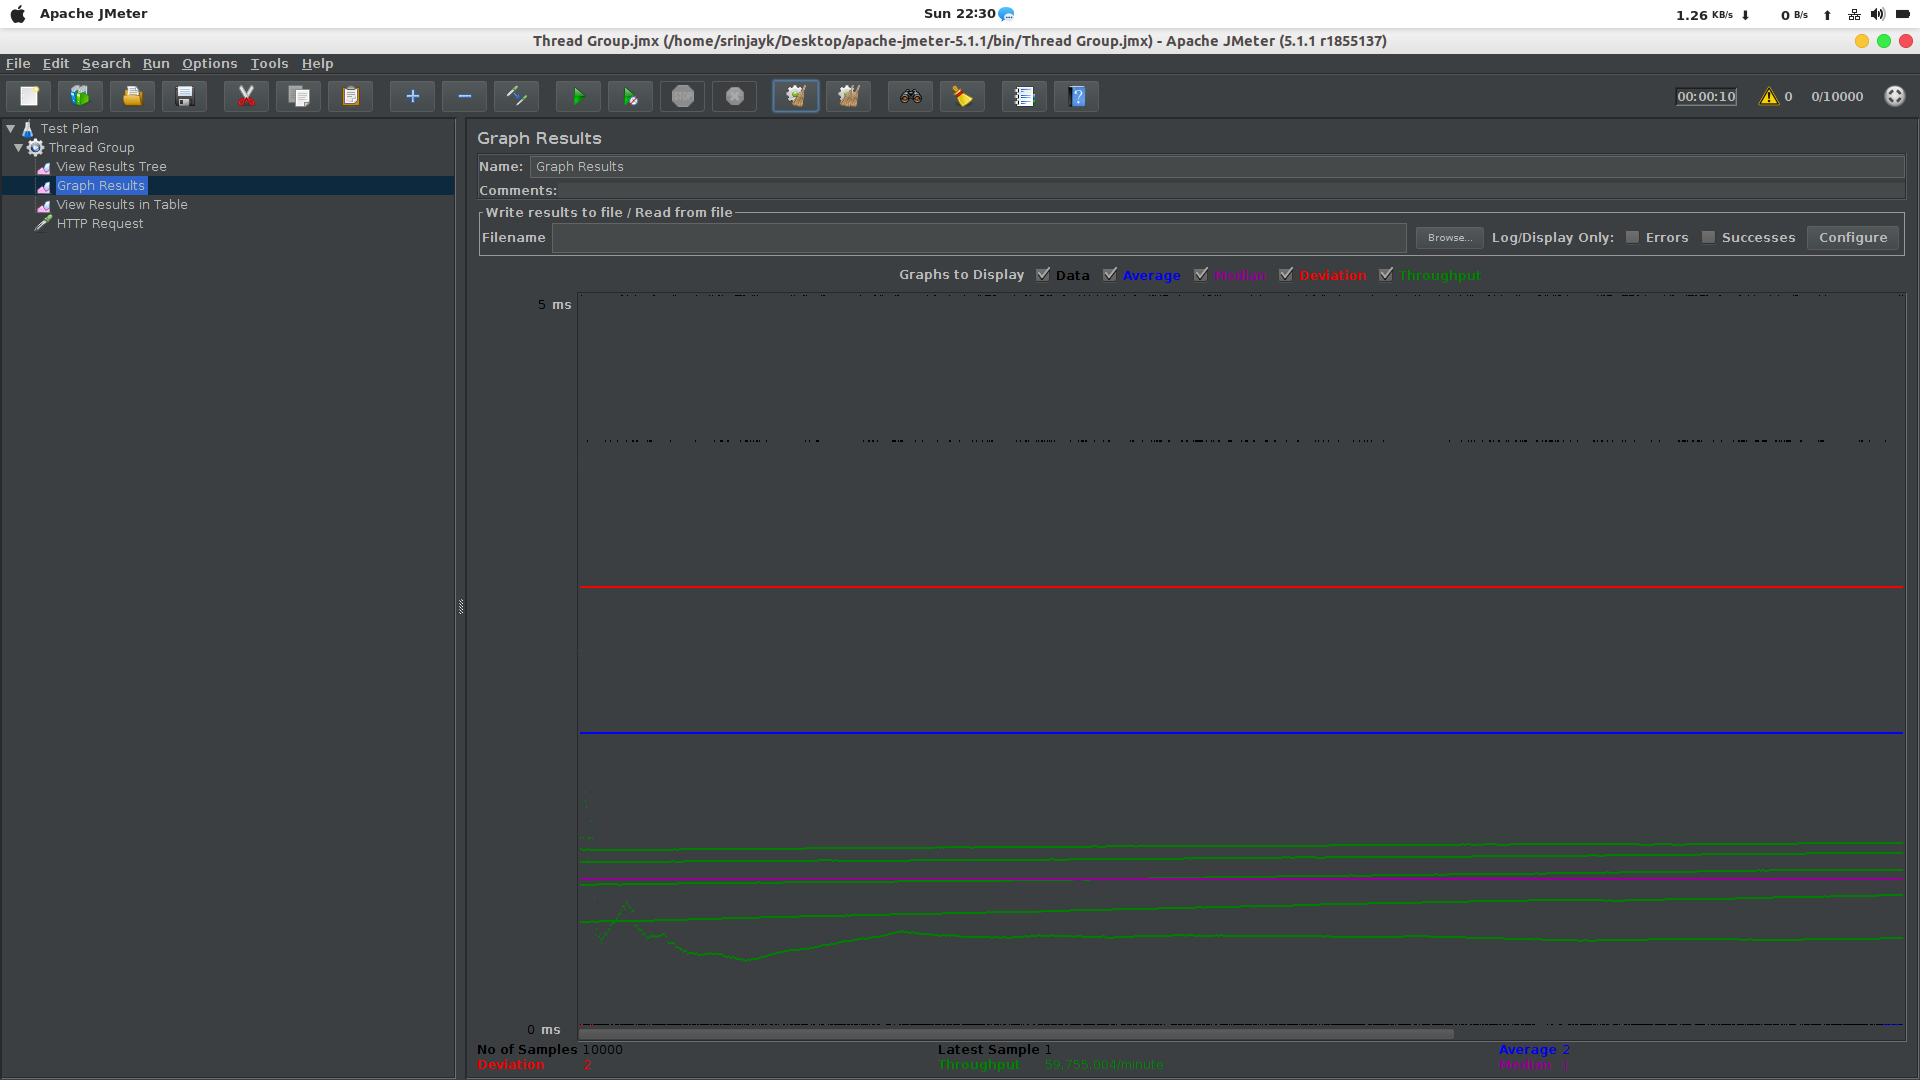 Apache JMeter
Sun 22:30
1.26 KB/s 0 B/s
Thread Group.jmx (/home/srinjayk/Desktop/apache-jmeter-5.1.1/bin/Thread Group.jmx) - Apache JMeter (5.1.1 r1855137)
File Edit Search Run Options Tools Help
STOP
00:00:10 0 0/10000
Test Plan
Thread Group
View Results Tree
Graph Results
View Results in Table
HTTP Request
Graph Results
Name: Graph Results
Comments:
Write results to file / Read from file
Filename Browse... Log/Display Only: Errors Successes Configure
Graphs to Display Data Average Median Deviation Throughput
5 ms
0 ms
No of Samples 10000 Latest Sample 1 Average 2
Deviation 2 Throughput 59,755.004/minute Median 1